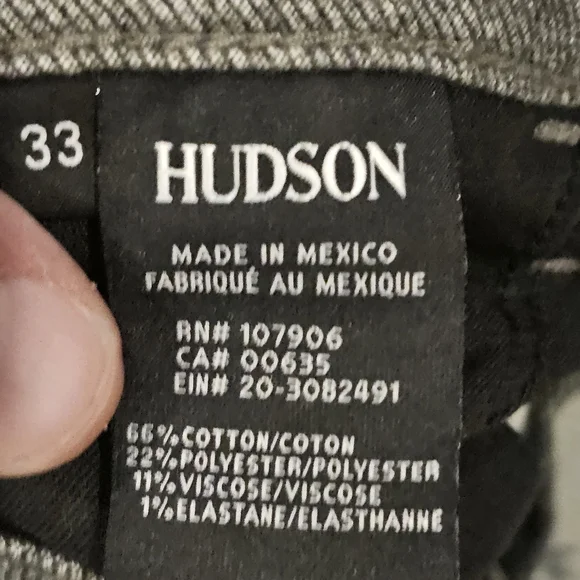 33
HUDSON
MADE IN MEXICO
FABRIQUÉ AU MEXIQUE
RN# 107906
CA# 00635
EIN# 20-3082491
66% COTTON/COTON
22% POLYESTER/POLYESTER
11% VISCOSE/VISCOSE
1% ELASTANE/ELASTHANNE